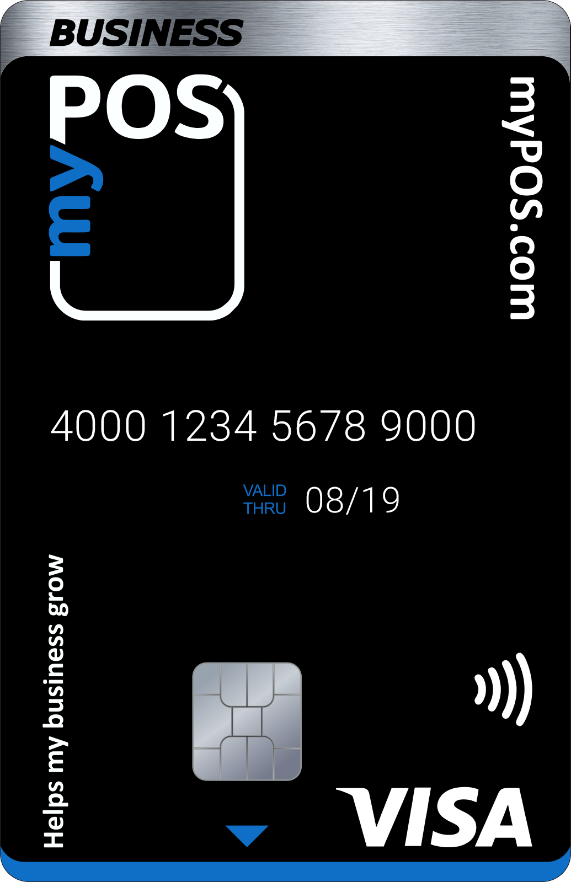 BUSINESS
myPOS
myPOS.com
4000 1234 5678 9000
VALID
THRU
08/19
Helps my business grow
VISA